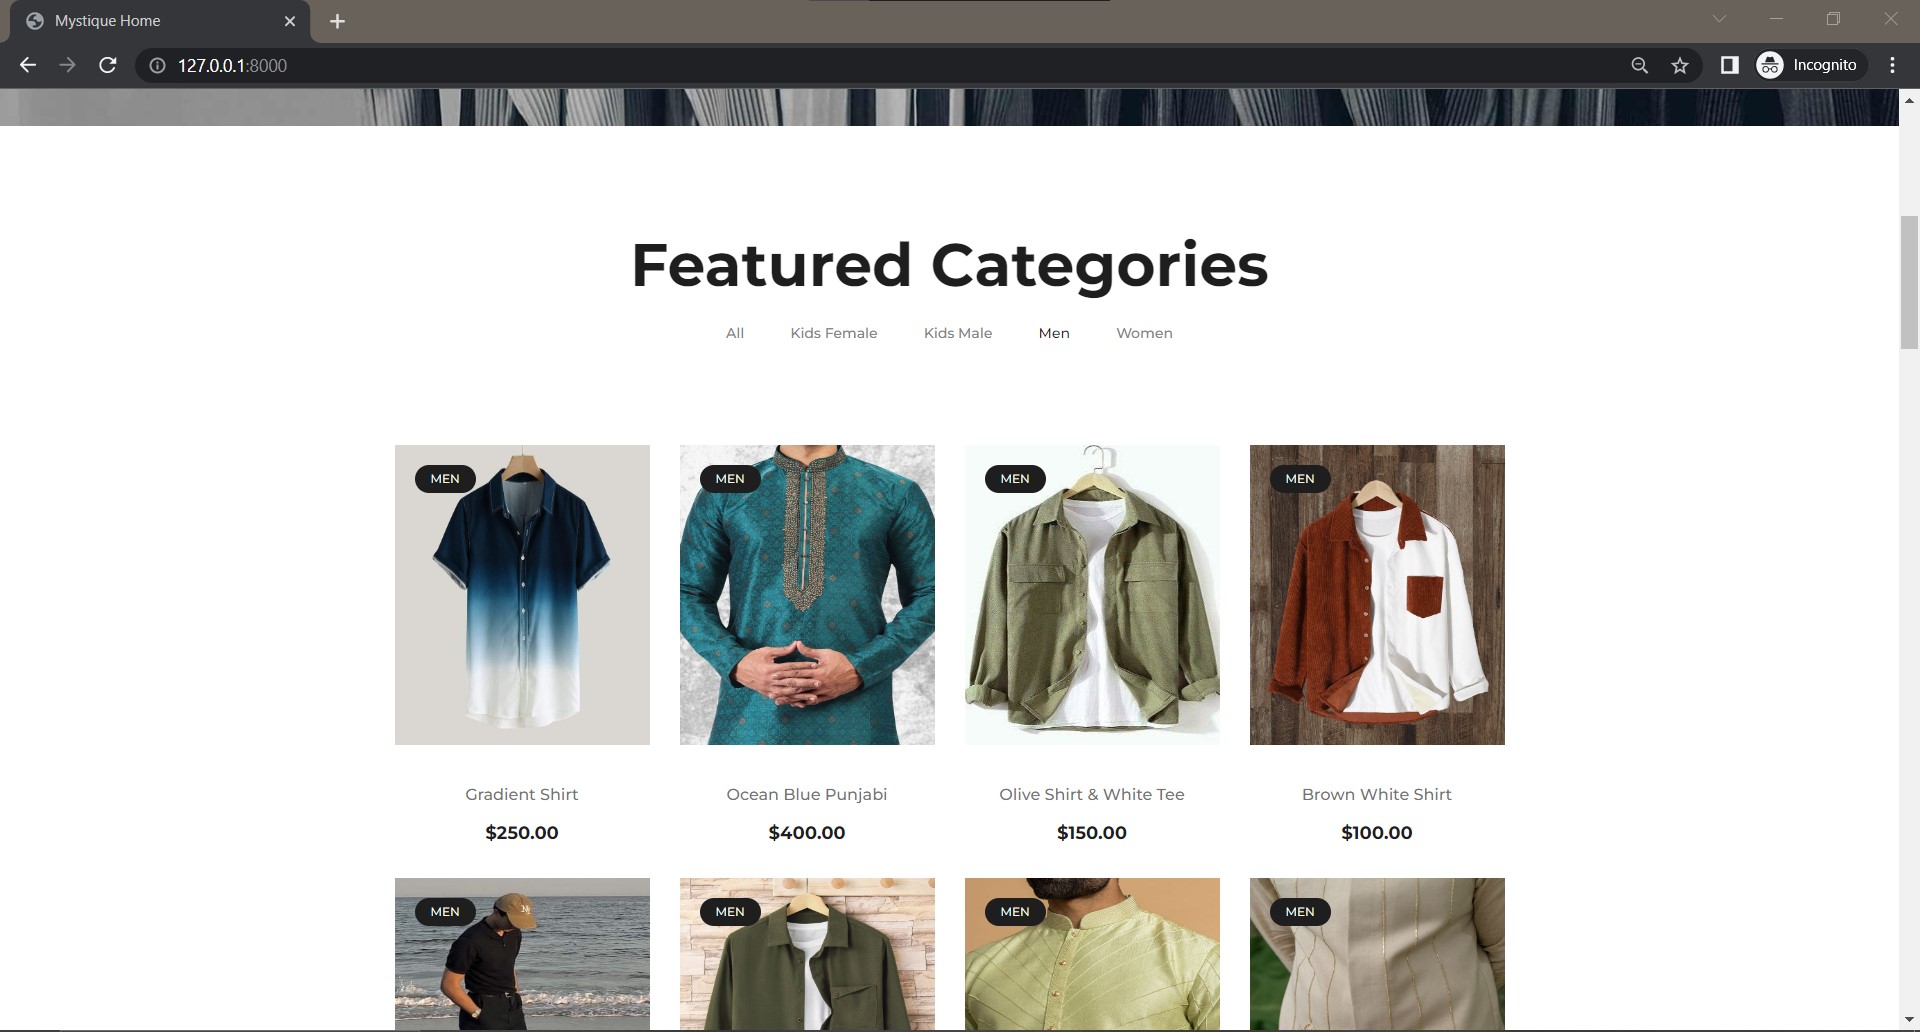 Mystique Home
127.0.0.1:8000
Incognito
Featured Categories
All Kids Female Kids Male Men Women
MEN MEN MEN MEN
Gradient Shirt Ocean Blue Punjabi Olive Shirt & White Tee Brown White Shirt
$250.00 $400.00 $150.00 $100.00
MEN MEN MEN MEN